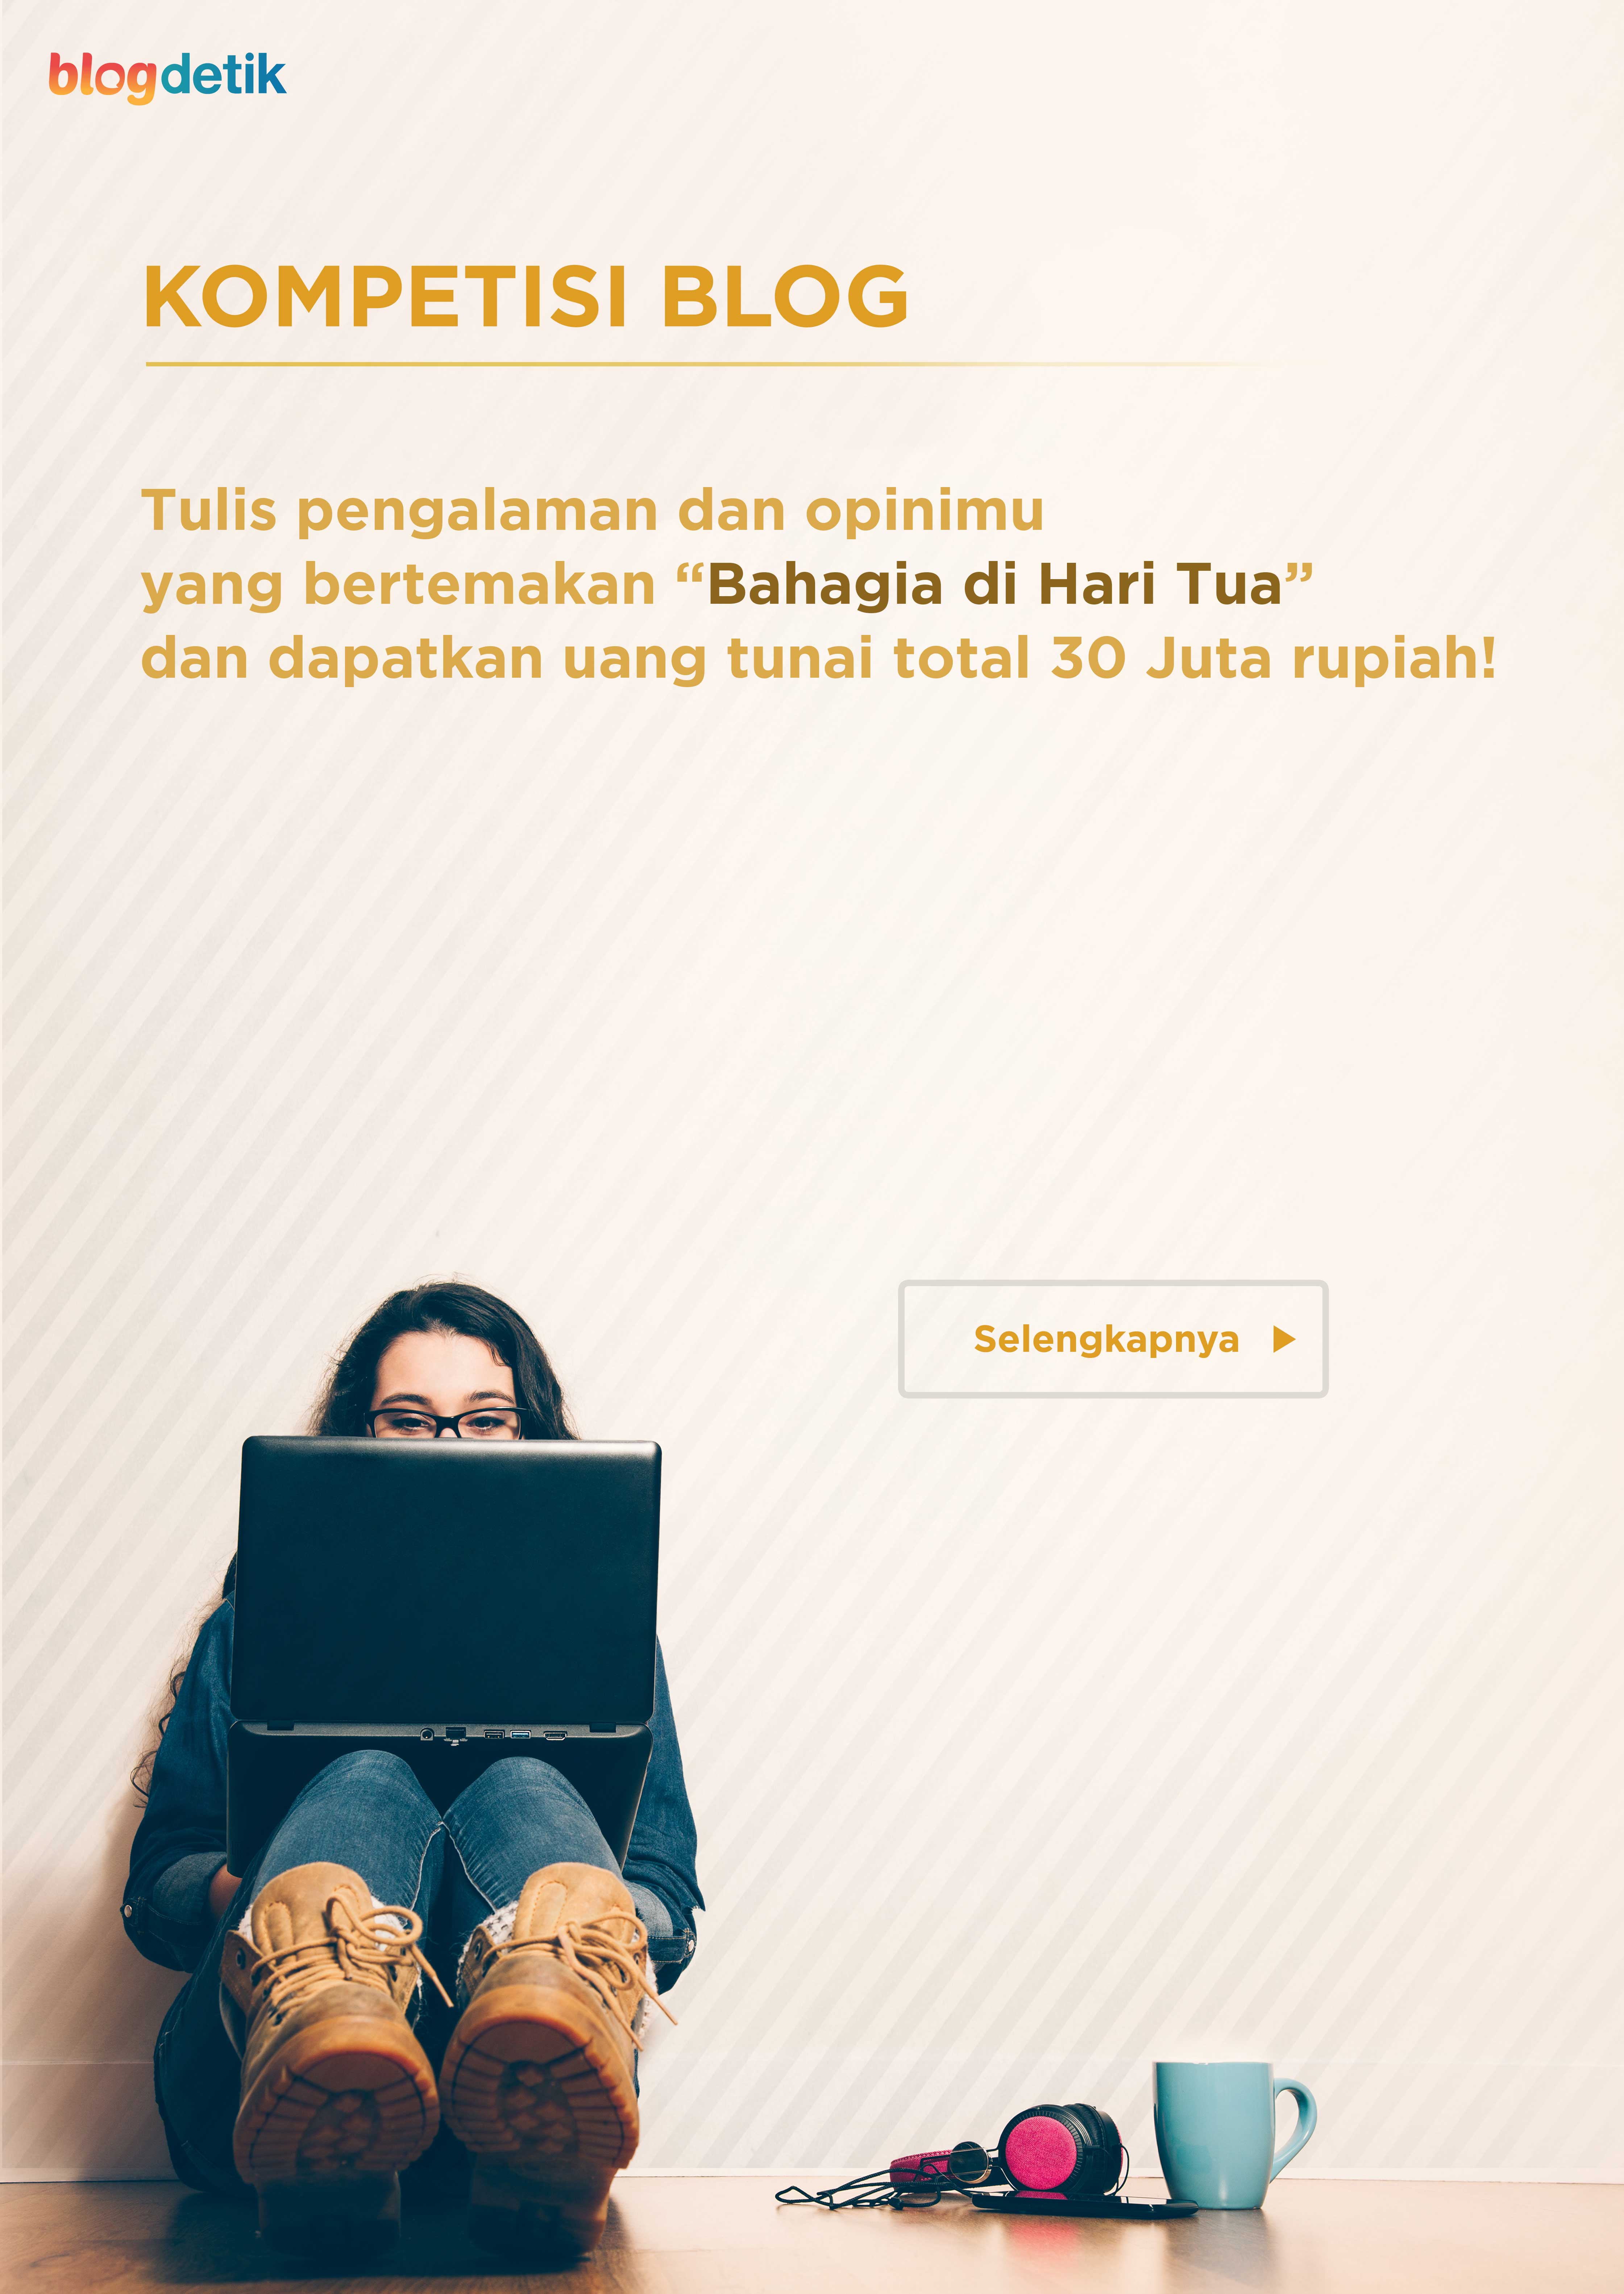 blogdetik
KOMPETISI BLOG
Tulis pengalaman dan opinimu
yang bertemakan “Bahagia di Hari Tua”
dan dapatkan uang tunai total 30 Juta rupiah!
Selengkapnya